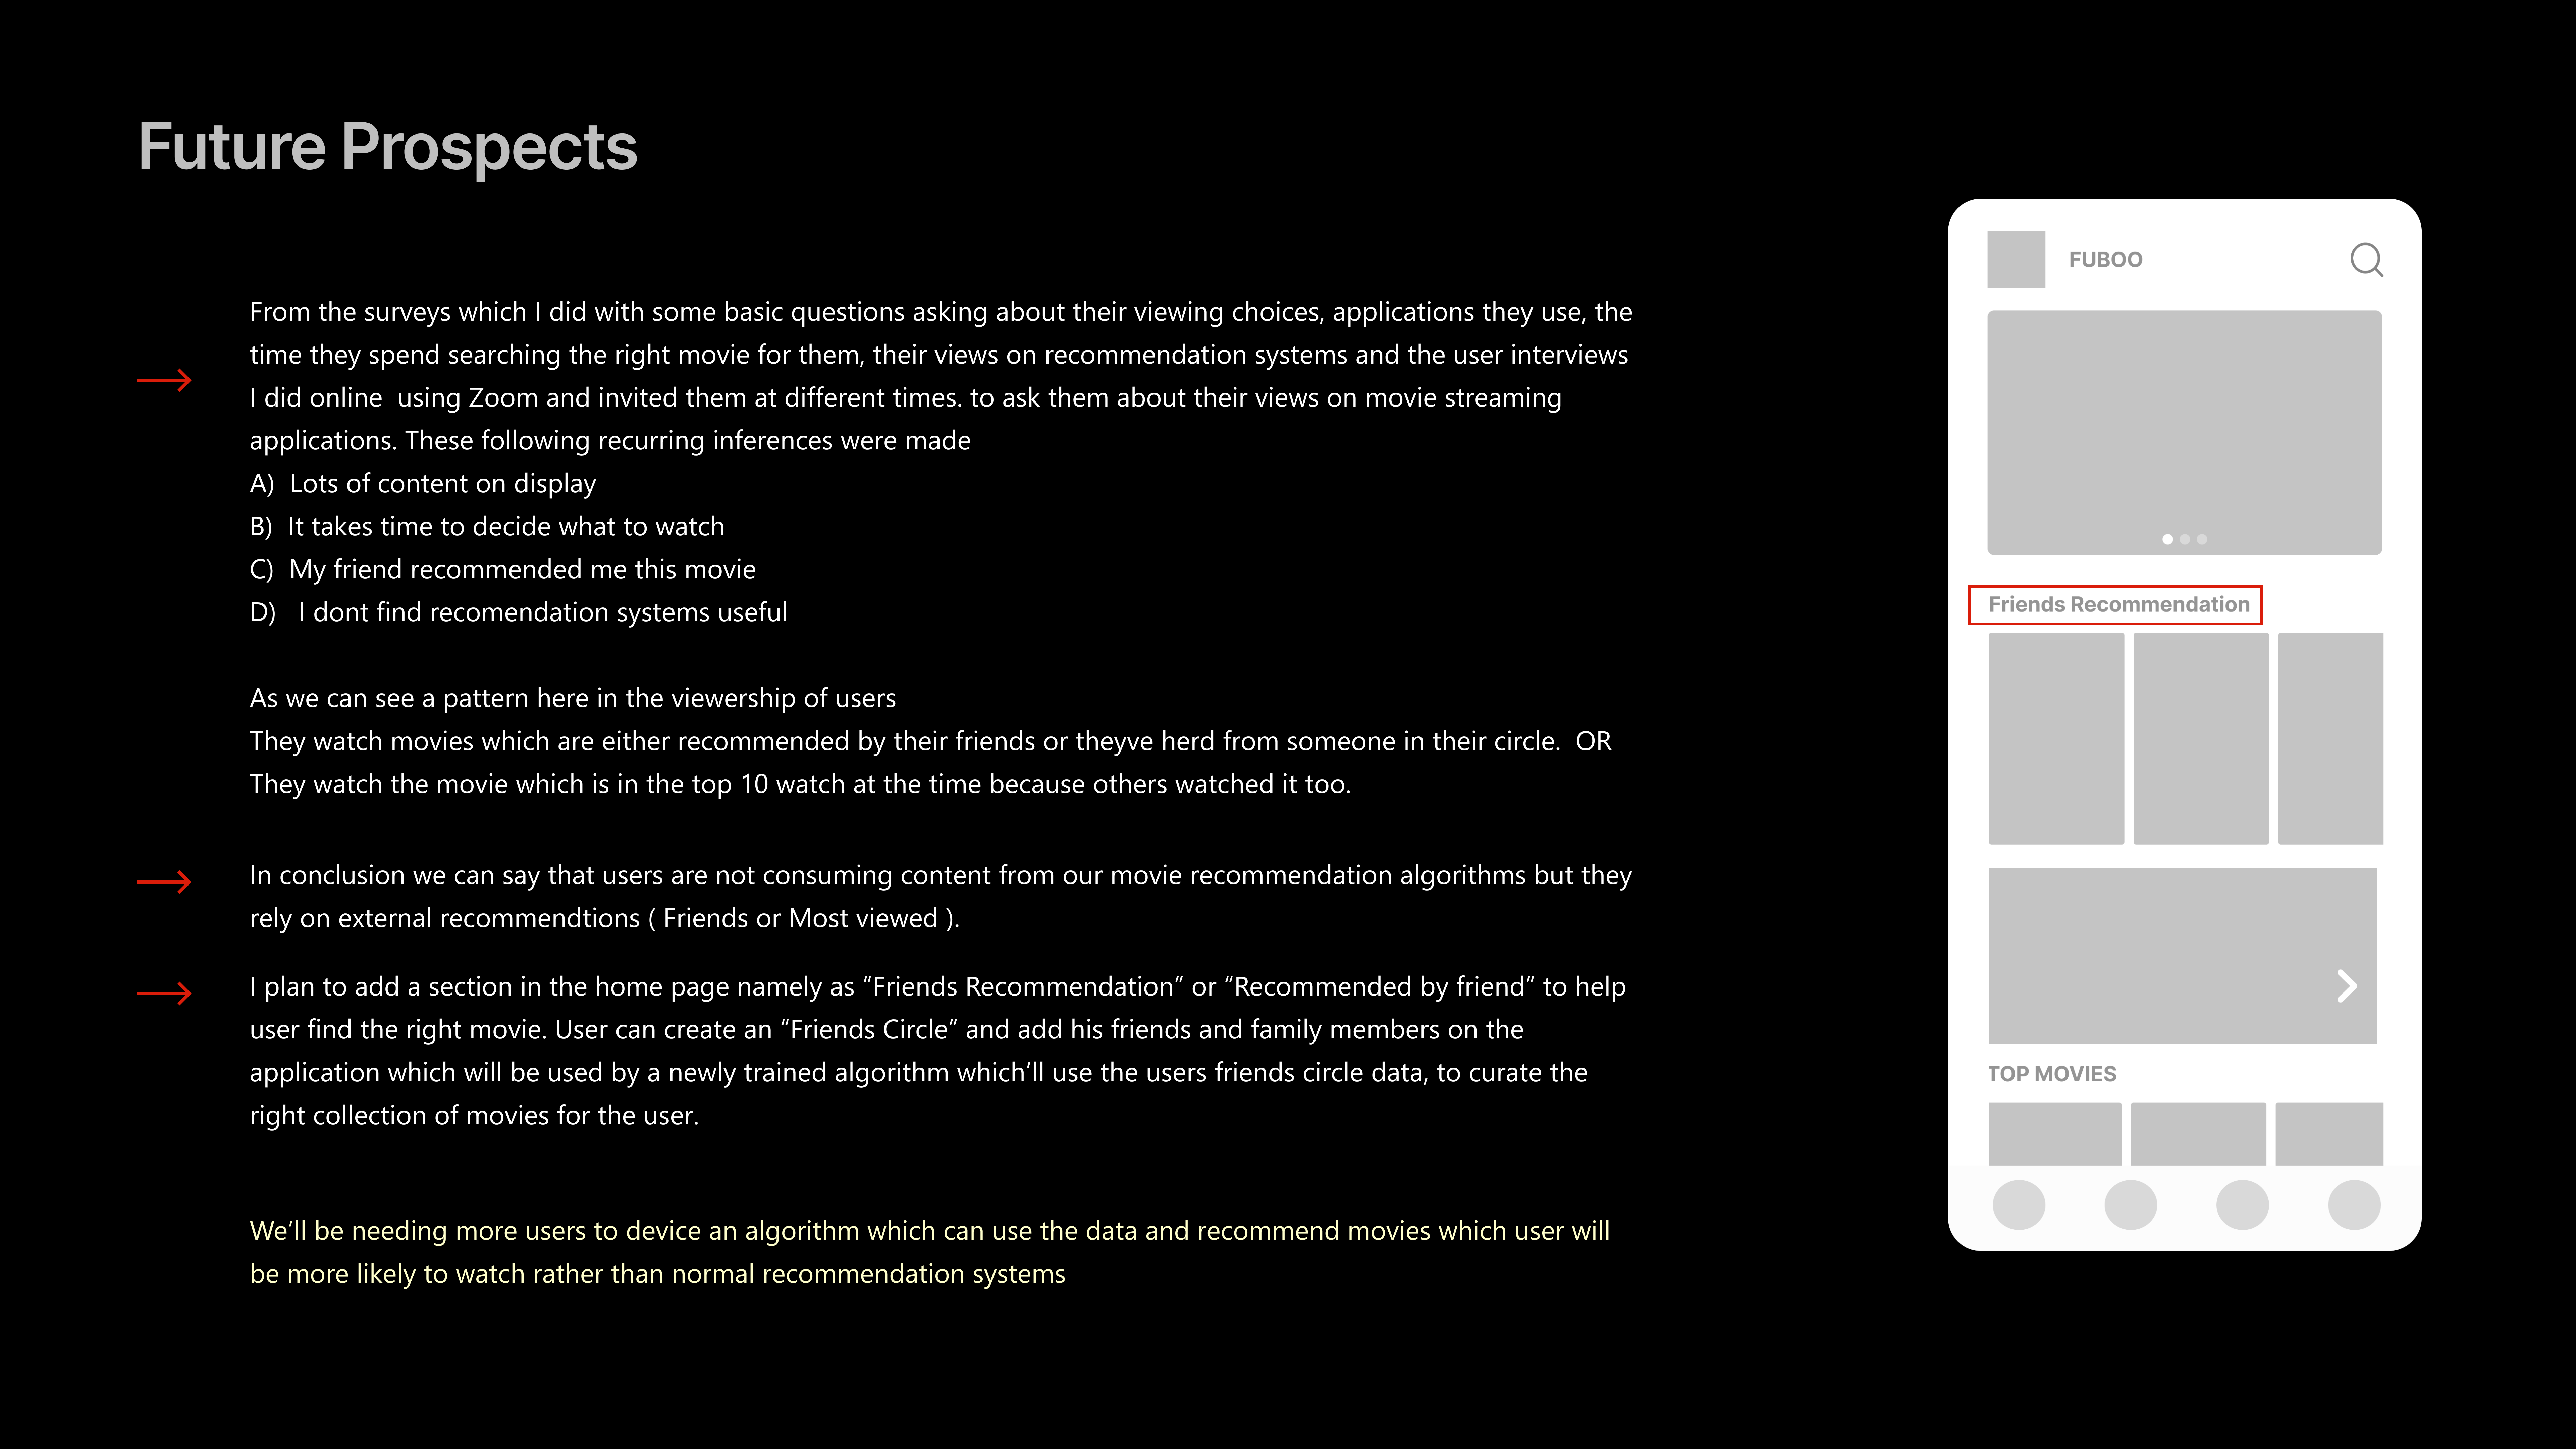 Future Prospects
From the surveys which I did with some basic questions asking about their viewing choices, applications they use, the
time they spend searching the right movie for them, their views on recommendation systems and the user interviews
I did online  using Zoom and invited them at different times. to ask them about their views on movie streaming
applications. These following recurring inferences were made
A)  Lots of content on display
B)  It takes time to decide what to watch
C)  My friend recommended me this movie
D)   I dont find recomendation systems useful
As we can see a pattern here in the viewership of users
They watch movies which are either recommended by their friends or theyve herd from someone in their circle.  OR
They watch the movie which is in the top 10 watch at the time because others watched it too.
In conclusion we can say that users are not consuming content from our movie recommendation algorithms but they
rely on external recommendtions ( Friends or Most viewed ).
I plan to add a section in the home page namely as “Friends Recommendation” or “Recommended by friend” to help
user find the right movie. User can create an “Friends Circle” and add his friends and family members on the
application which will be used by a newly trained algorithm which’ll use the users friends circle data, to curate the
right collection of movies for the user.
We’ll be needing more users to device an algorithm which can use the data and recommend movies which user will
be more likely to watch rather than normal recommendation systems
FUBOO
Friends Recommendation
TOP MOVIES